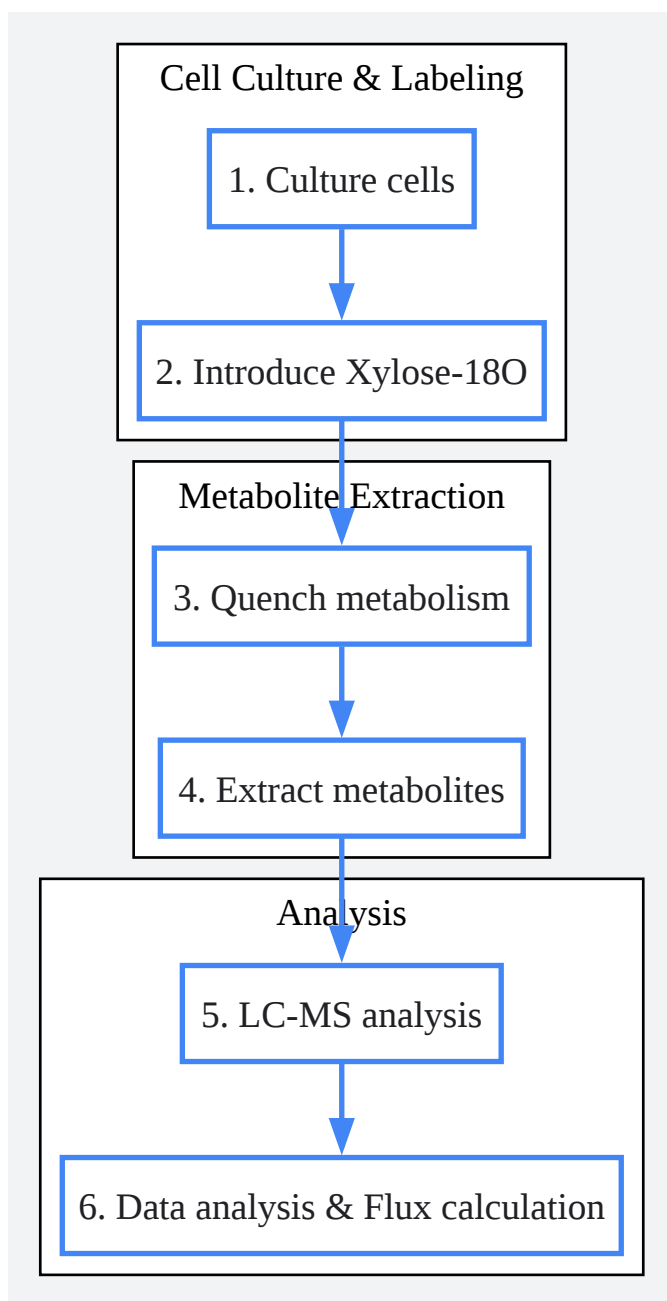 Cell Culture & Labeling
1. Culture cells
2. Introduce Xylose-18O
Metabolite Extraction
3. Quench metabolism
4. Extract metabolites
Analysis
5. LC-MS analysis
6. Data analysis & Flux calculation